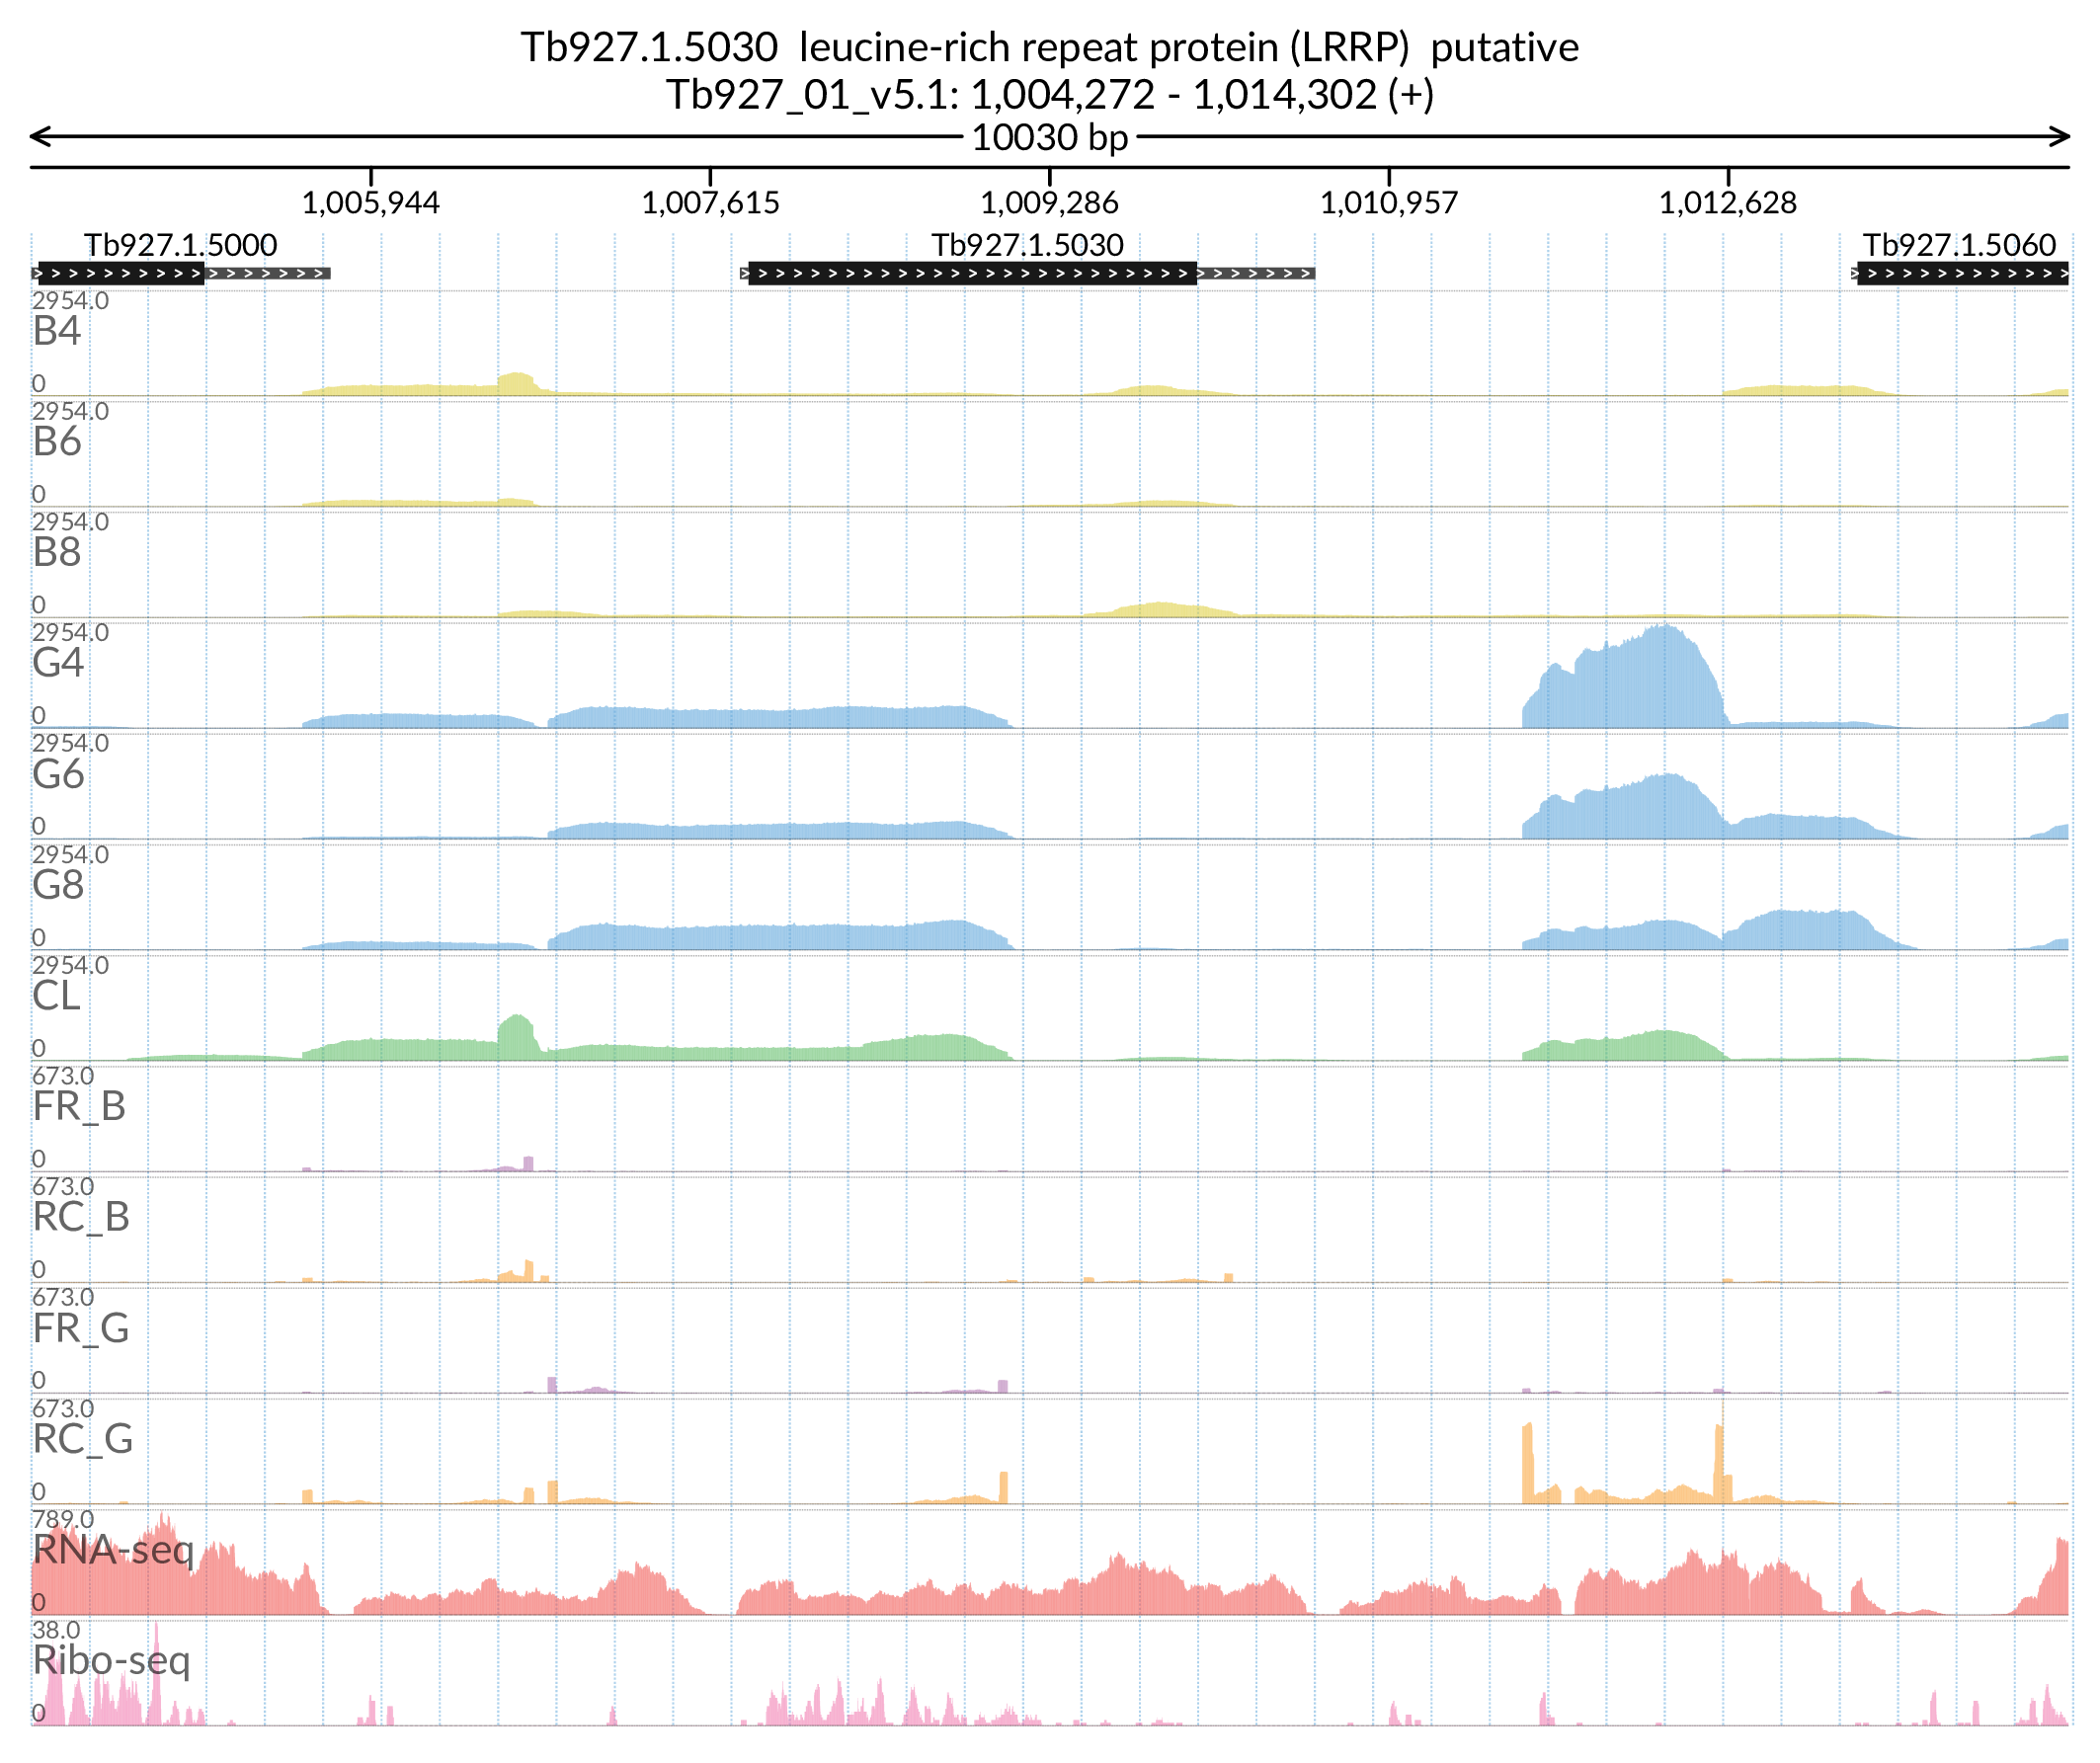 Tb927.1.5030 leucine-rich repeat protein (LRRP) putative
Tb927_01_v5.1: 1,004,272 - 1,014,302 (+)
10030 bp
1,005,944 1,007,615 1,009,286 1,010,957 1,012,628
Tb927.1.5000 Tb927.1.5030 Tb927.1.5060
2954.0
B4
0
2954.0
B6
0
2954.0
B8
0
2954.0
G4
0
2954.0
G6
0
2954.0
G8
0
2954.0
CL
0
673.0
FR_B
0
673.0
RC_B
0
673.0
FR_G
0
673.0
RC_G
0
789.0
RNA-seq
0
38.0
Ribo-seq
0